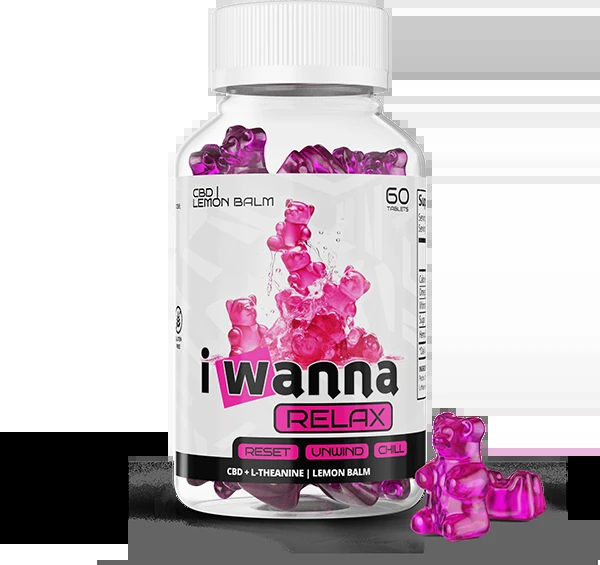 CBD |
LEMON BALM
60
TABLETS
i wanna
RELAX
RESET UNWIND CHILL
CBD + L-THEANINE | LEMON BALM